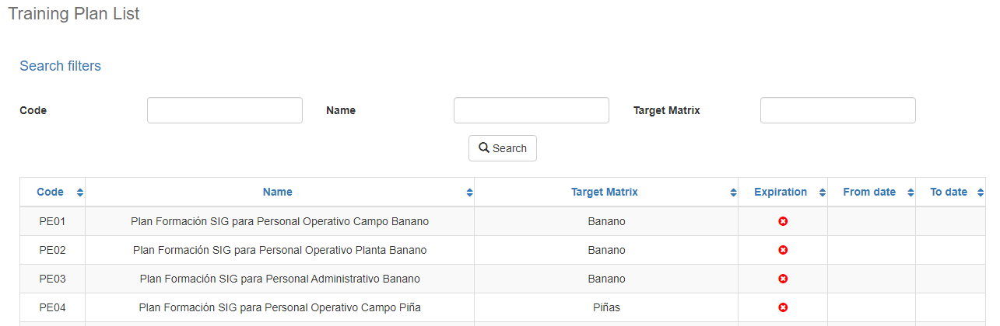 Training Plan List
Search filters
Code Name Target Matrix
Search
Code Name Target Matrix Expiration From date To date
PE01 Plan Formación SIG para Personal Operativo Campo Banano Banano
PE02 Plan Formación SIG para Personal Operativo Planta Banano Banano
PE03 Plan Formación SIG para Personal Administrativo Banano Banano
PE04 Plan Formación SIG para Personal Operativo Campo Piña Piñas